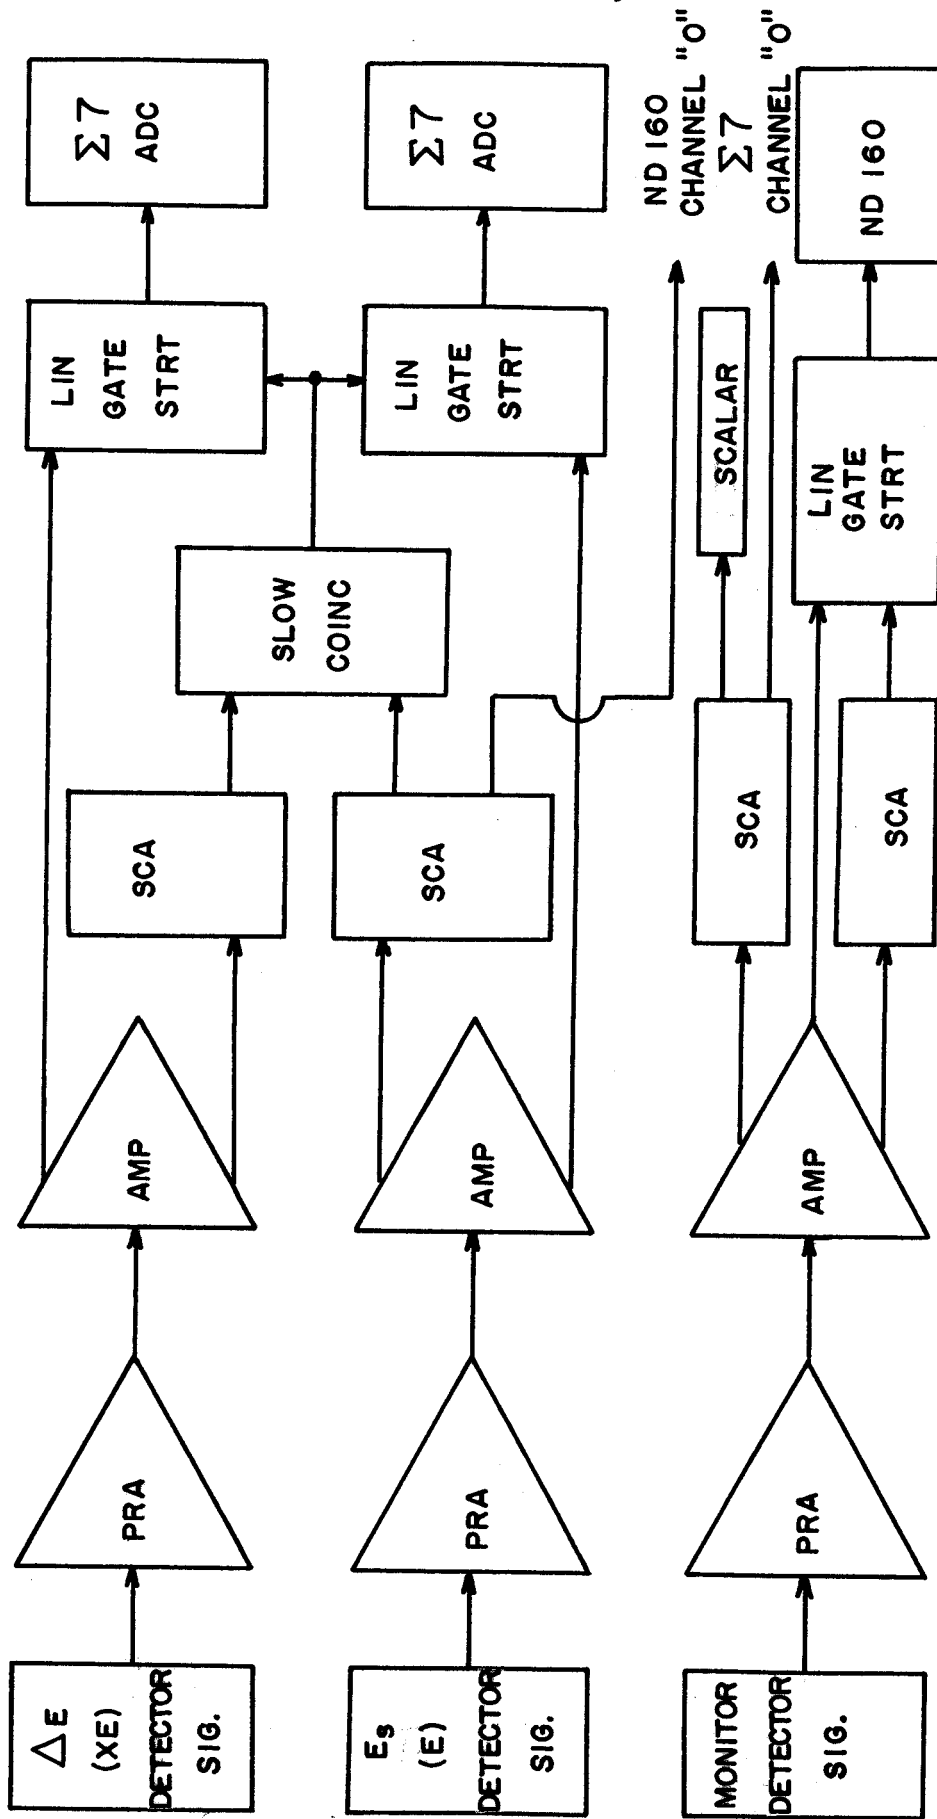 △E
(XE)
DETECTOR
SIG.
PRA
AMP
SCA
LIN
GATE
STRT
Σ7
ADC
SLOW
COINC
Es
(E)
DETECTOR
SIG.
PRA
AMP
SCA
LIN
GATE
STRT
Σ7
ADC
ND 160
CHANNEL "O"
Σ7
CHANNEL "O"
MONITOR
DETECTOR
SIG.
PRA
AMP
SCA
SCALAR
SCA
LIN
GATE
STRT
ND 160